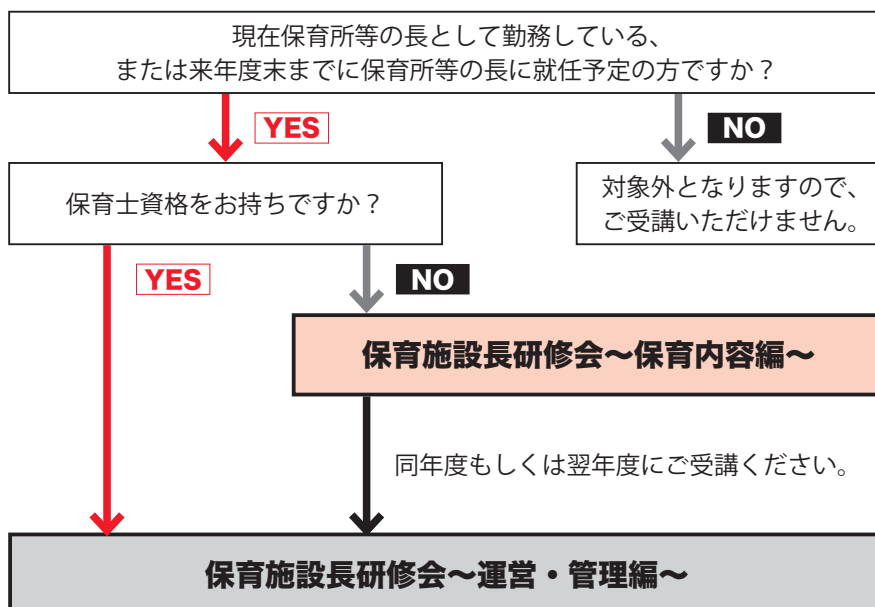 現在保育所等の長として勤務している、
または来年度末までに保育所等の長に就任予定の方ですか？
YES
NO
保育士資格をお持ちですか？
対象外となりますので、
ご受講いただけません。
YES
NO
保育施設長研修会〜保育内容編〜
同年度もしくは翌年度にご受講ください。
保育施設長研修会〜運営・管理編〜